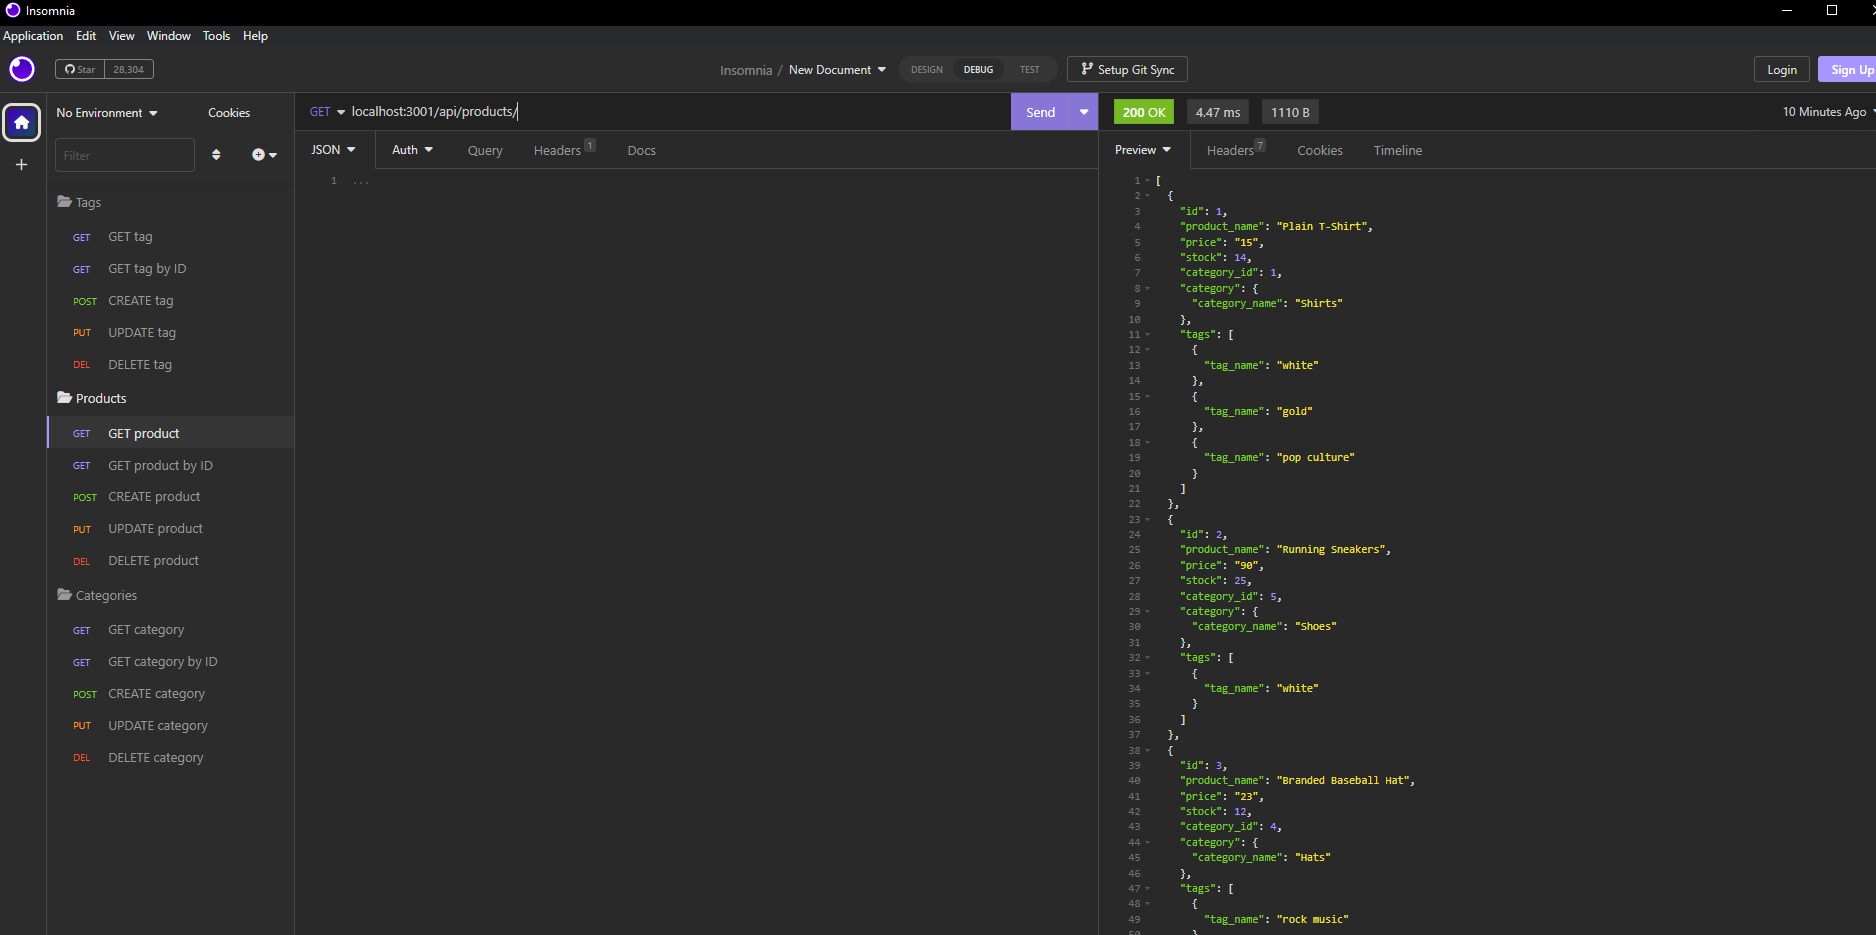 Insomnia
Application Edit View Window Tools Help
Star 28,304
Insomnia / New Document
DESIGN DEBUG TEST
Setup Git Sync
Login
Sign Up
No Environment
Cookies
Filter
Tags
GET GET tag
GET GET tag by ID
POST CREATE tag
PUT UPDATE tag
DEL DELETE tag
Products
GET GET product
GET GET product by ID
POST CREATE product
PUT UPDATE product
DEL DELETE product
Categories
GET GET category
GET GET category by ID
POST CREATE category
PUT UPDATE category
DEL DELETE category
GET localhost:3001/api/products/
Send
JSON Auth Query Headers 1 Docs
1 ...
200 OK 4.47 ms 1110 B
10 Minutes Ago
Preview Headers 7 Cookies Timeline
1 [
2 {
3 "id": 1,
4 "product_name": "Plain T-Shirt",
5 "price": "15",
6 "stock": 14,
7 "category_id": 1,
8 "category": {
9 "category_name": "Shirts"
10 },
11 "tags": [
12 {
13 "tag_name": "white"
14 },
15 {
16 "tag_name": "gold"
17 },
18 {
19 "tag_name": "pop culture"
20 }
21 ]
22 },
23 {
24 "id": 2,
25 "product_name": "Running Sneakers",
26 "price": "90",
27 "stock": 25,
28 "category_id": 5,
29 "category": {
30 "category_name": "Shoes"
31 },
32 "tags": [
33 {
34 "tag_name": "white"
35 }
36 ]
37 },
38 {
39 "id": 3,
40 "product_name": "Branded Baseball Hat",
41 "price": "23",
42 "stock": 12,
43 "category_id": 4,
44 "category": {
45 "category_name": "Hats"
46 },
47 "tags": [
48 {
49 "tag_name": "rock music"